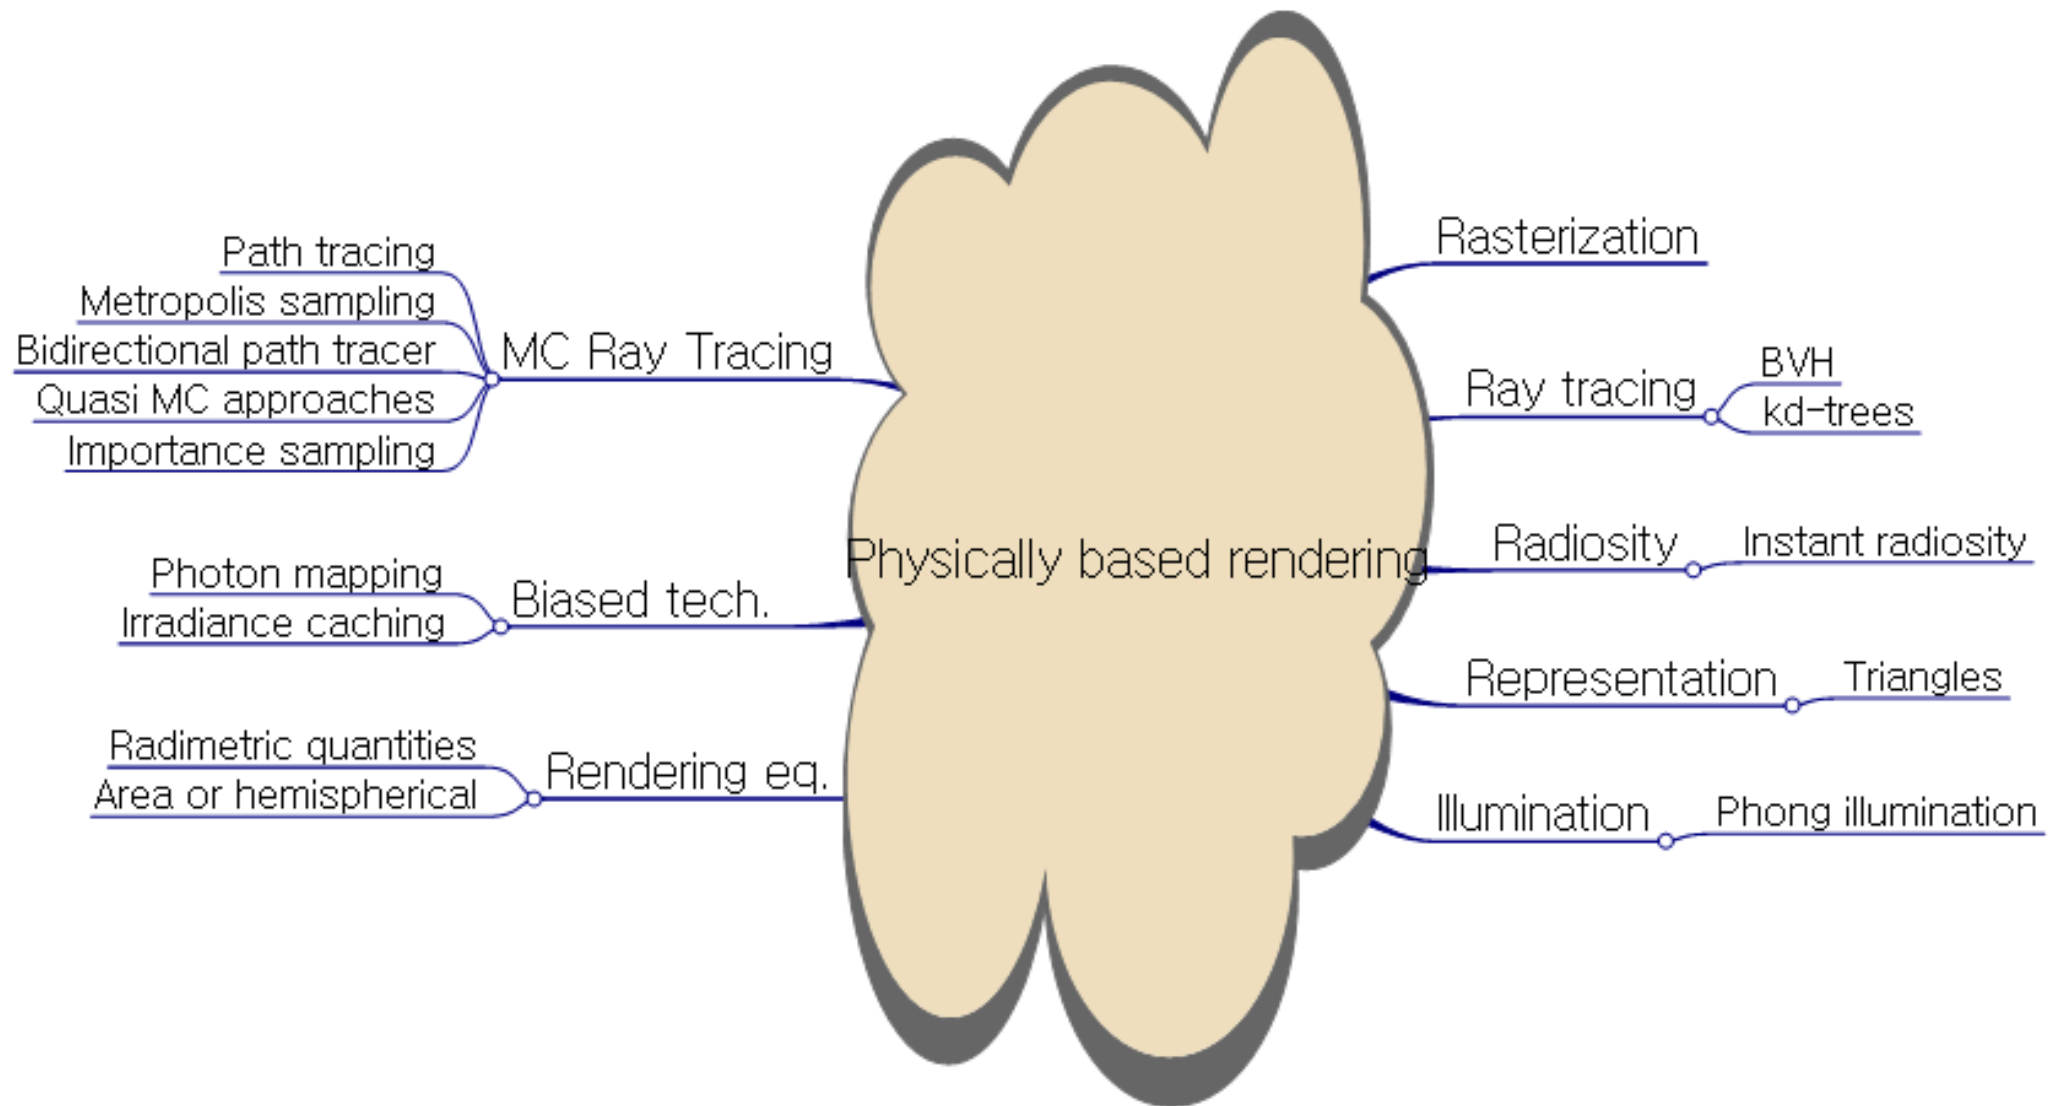 Physically based rendering
MC Ray Tracing
Path tracing
Metropolis sampling
Bidirectional path tracer
Quasi MC approaches
Importance sampling
Biased tech.
Photon mapping
Irradiance caching
Rendering eq.
Radimetric quantities
Area or hemispherical
Rasterization
Ray tracing
BVH
kd-trees
Radiosity
Instant radiosity
Representation
Triangles
Illumination
Phong illumination